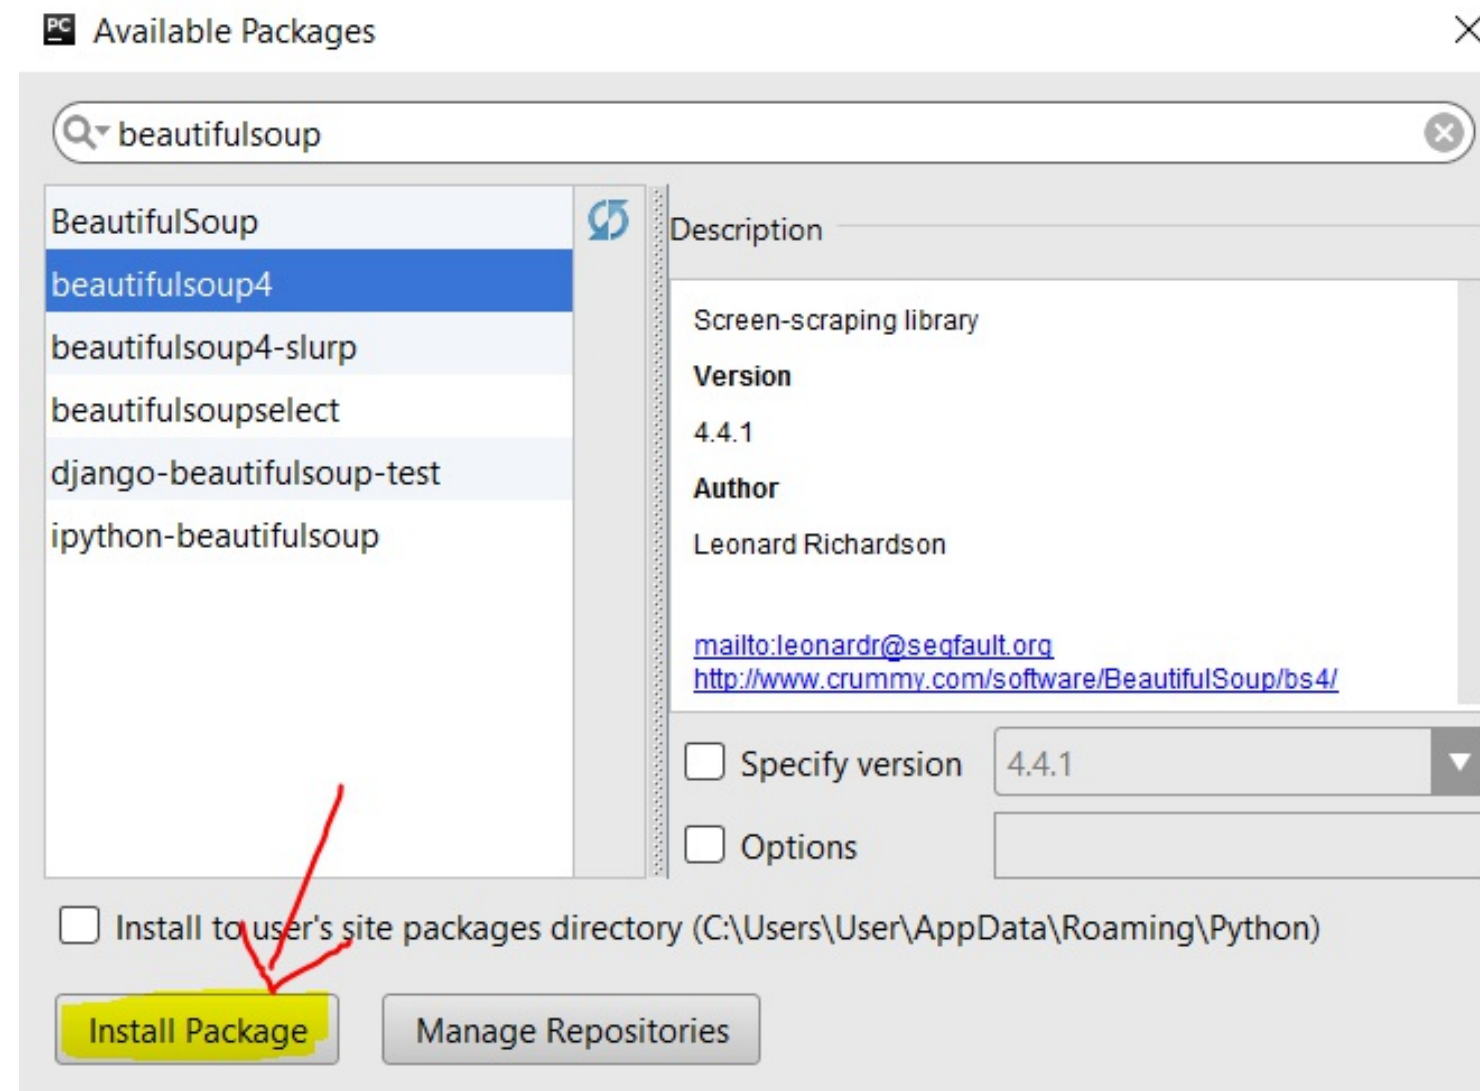 PC Available Packages
beautifulsoup
BeautifulSoup
beautifulsoup4
beautifulsoup4-slurp
beautifulsoupselect
django-beautifulsoup-test
ipython-beautifulsoup
Description
Screen-scraping library
Version
4.4.1
Author
Leonard Richardson
mailto:leonardr@segfault.org
http://www.crummy.com/software/BeautifulSoup/bs4/
Specify version 4.4.1
Options
Install to user's site packages directory (C:\Users\User\AppData\Roaming\Python)
Install Package Manage Repositories